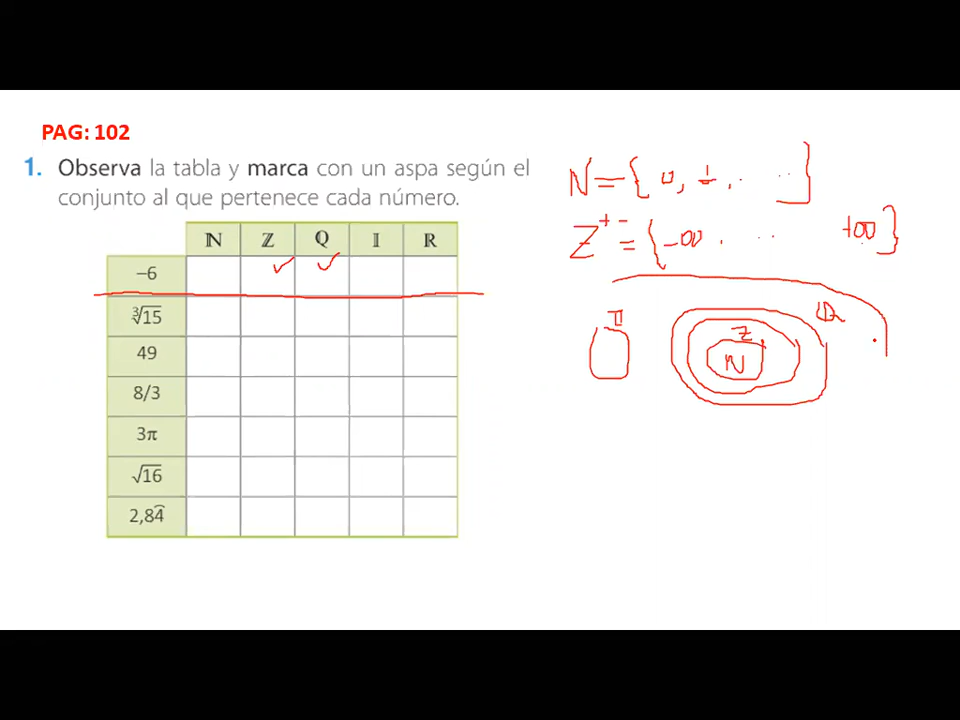 PAG: 102
1. Observa la tabla y marca con un aspa según el
conjunto al que pertenece cada número.
ℕ ℤ ℚ 𝕀 ℝ
−6 ✓ ✓
∛15
49
8/3
3π
√16
2,84̑
N = { 0, 1, . .. }
Z⁺⁻ = { -∞ . .. +∞ }
II
Z
N